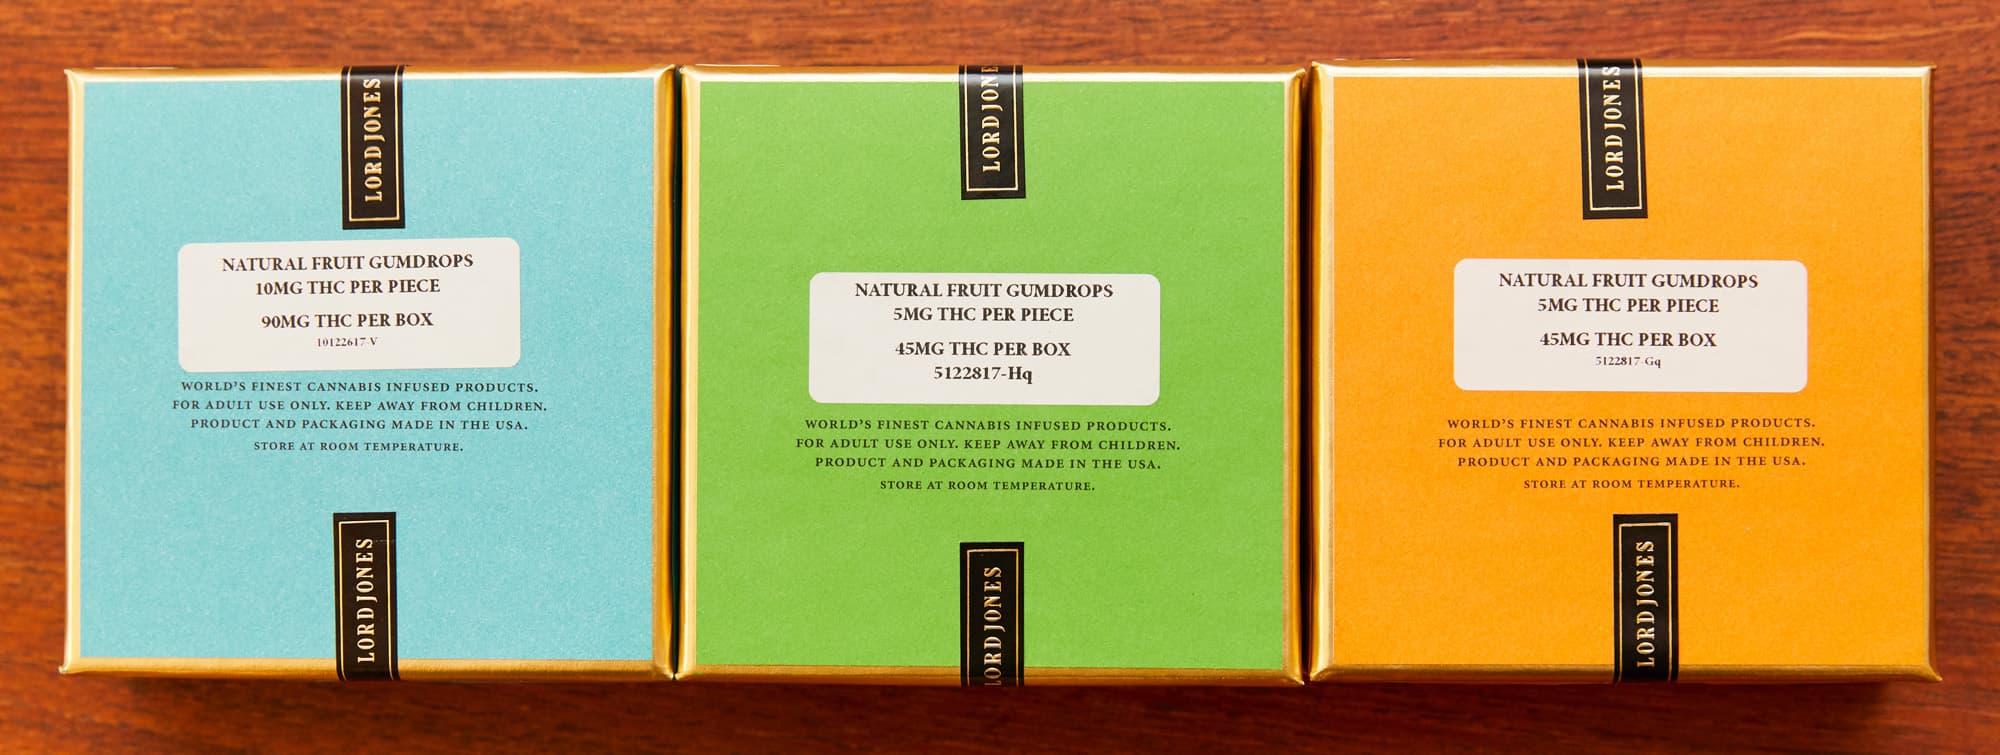 LORD JONES
NATURAL FRUIT GUMDROPS
10MG THC PER PIECE
90MG THC PER BOX
10122617-V
WORLD'S FINEST CANNABIS INFUSED PRODUCTS.
FOR ADULT USE ONLY. KEEP AWAY FROM CHILDREN.
PRODUCT AND PACKAGING MADE IN THE USA.
STORE AT ROOM TEMPERATURE.
LORD JONES
LORD JONES
NATURAL FRUIT GUMDROPS
5MG THC PER PIECE
45MG THC PER BOX
5122817-Hq
WORLD'S FINEST CANNABIS INFUSED PRODUCTS.
FOR ADULT USE ONLY. KEEP AWAY FROM CHILDREN.
PRODUCT AND PACKAGING MADE IN THE USA.
STORE AT ROOM TEMPERATURE.
LORD JONES
LORD JONES
NATURAL FRUIT GUMDROPS
5MG THC PER PIECE
45MG THC PER BOX
5122817-Gq
WORLD'S FINEST CANNABIS INFUSED PRODUCTS.
FOR ADULT USE ONLY. KEEP AWAY FROM CHILDREN.
PRODUCT AND PACKAGING MADE IN THE USA.
STORE AT ROOM TEMPERATURE.
LORD JONES